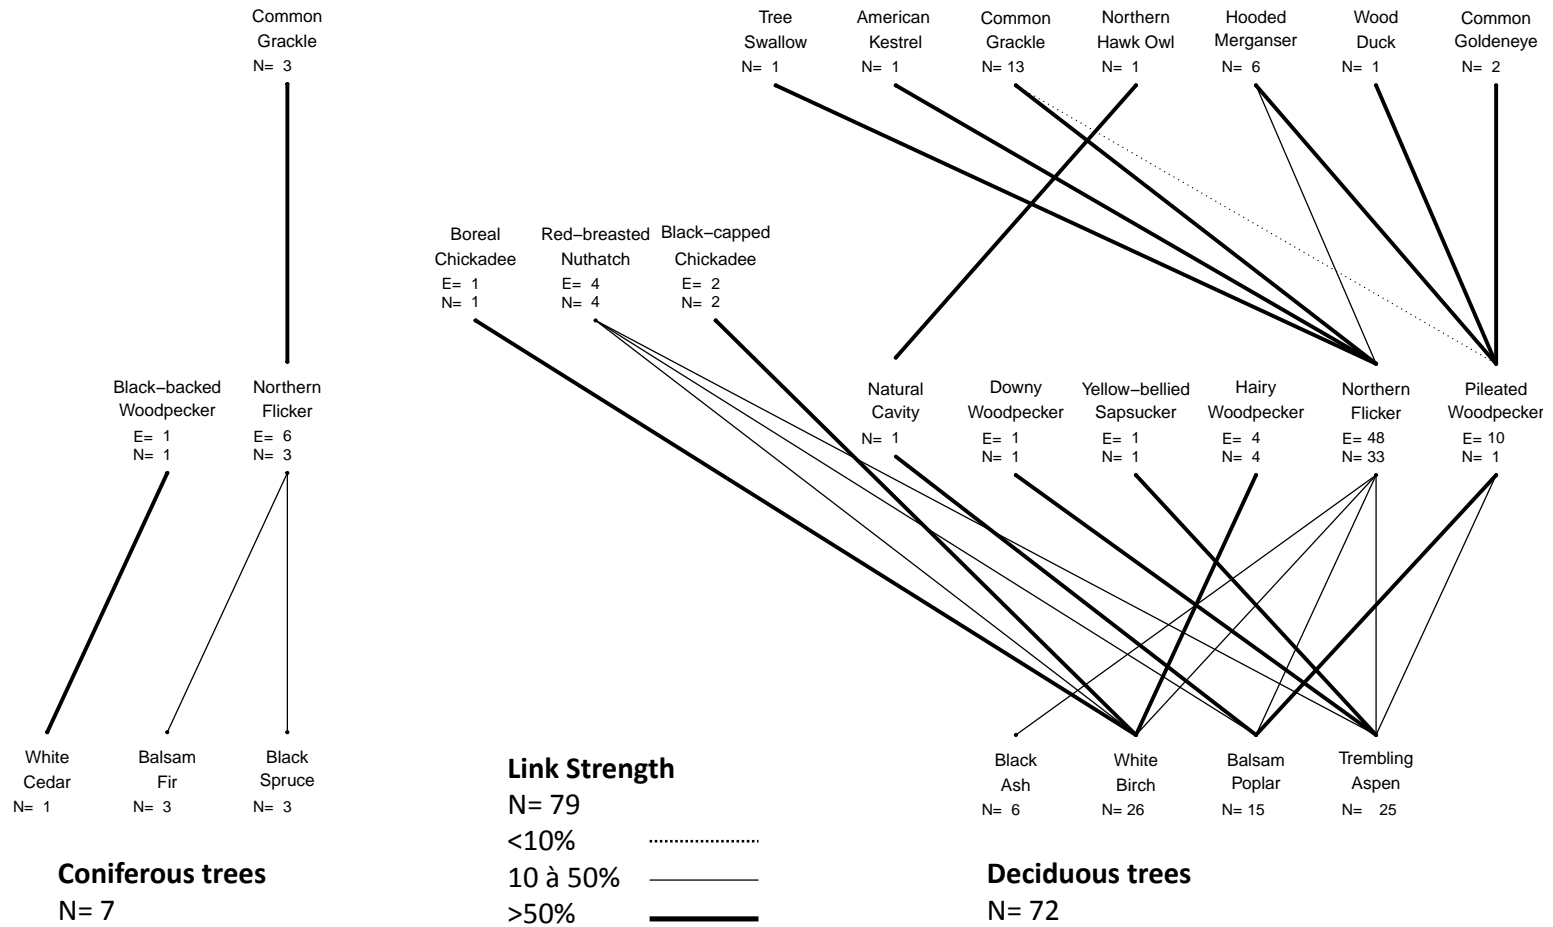 Common
Grackle
N= 3
Tree
Swallow
N= 1
American
Kestrel
N= 1
Common
Grackle
N= 13
Northern
Hawk Owl
N= 1
Hooded
Merganser
N= 6
Wood
Duck
N= 1
Common
Goldeneye
N= 2
Boreal
Chickadee
E= 1
N= 1
Red−breasted
Nuthatch
E= 4
N= 4
Black−capped
Chickadee
E= 2
N= 2
Black−backed
Woodpecker
E= 1
N= 1
Northern
Flicker
E= 6
N= 3
Natural
Cavity
N= 1
Downy
Woodpecker
E= 1
N= 1
Yellow−bellied
Sapsucker
E= 1
N= 1
Hairy
Woodpecker
E= 4
N= 4
Northern
Flicker
E= 48
N= 33
Pileated
Woodpecker
E= 10
N= 1
White
Cedar
N= 1
Balsam
Fir
N= 3
Black
Spruce
N= 3
Black
Ash
N= 6
White
Birch
N= 26
Balsam
Poplar
N= 15
Trembling
Aspen
N= 25
Link Strength
N= 79
<10%
10 à 50%
>50%
Coniferous trees
N= 7
Deciduous trees
N= 72